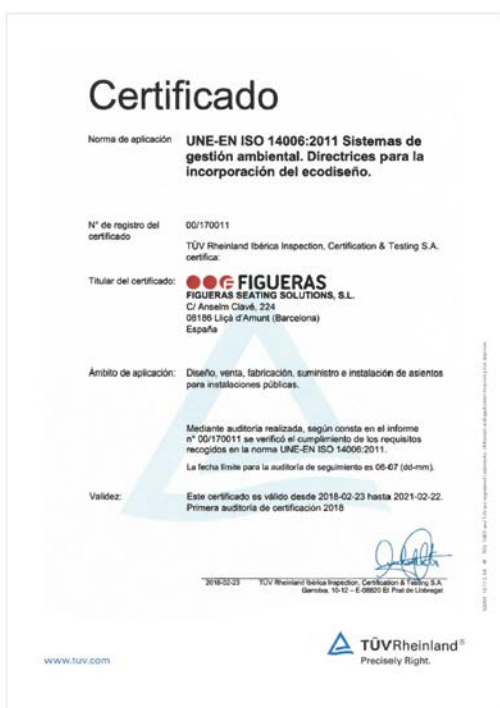 Certificado
Norma de aplicación
UNE-EN ISO 14006:2011 Sistemas de
gestión ambiental. Directrices para la
incorporación del ecodiseño.
N° de registro del
certificado
00/170011
TÜV Rheinland Ibérica Inspection, Certification & Testing S.A.
certifica:
Titular del certificado:
FIGUERAS
FIGUERAS SEATING SOLUTIONS, S.L.
C/ Anselm Clavé, 224
08186 Lliçà d'Amunt (Barcelona)
España
Ámbito de aplicación:
Diseño, venta, fabricación, suministro e instalación de asientos
para instalaciones públicas.
Mediante auditoría realizada, según consta en el informe
n° 00/170011 se verificó el cumplimiento de los requisitos
recogidos en la norma UNE-EN ISO 14006:2011.
La fecha límite para la auditoría de seguimiento es 06-07 (dd-mm).
Validez:
Este certificado es válido desde 2018-02-23 hasta 2021-02-22.
Primera auditoría de certificación 2018
2018-02-23
TÜV Rheinland Ibérica Inspection, Certification & Testing S.A.
Garrotxa, 10-12 – E-08820 El Prat de Llobregat
www.tuv.com
TÜVRheinland®
Precisely Right.